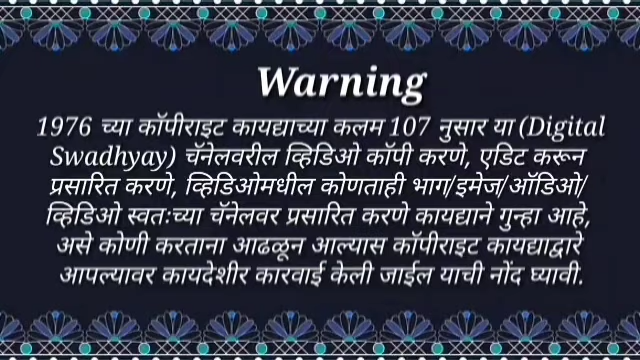 Warning
1976 च्या कॉपीराइट कायद्याच्या कलम 107 नुसार या (Digital
Swadhyay) चॅनेलवरील व्हिडिओ कॉपी करणे, एडिट करून
प्रसारित करणे, व्हिडिओमधील कोणताही भाग/इमेज/ऑडिओ/
व्हिडिओ स्वतःच्या चॅनेलवर प्रसारित करणे कायद्याने गुन्हा आहे,
असे कोणी करताना आढळून आल्यास कॉपीराइट कायद्याद्वारे
आपल्यावर कायदेशीर कारवाई केली जाईल याची नोंद घ्यावी.